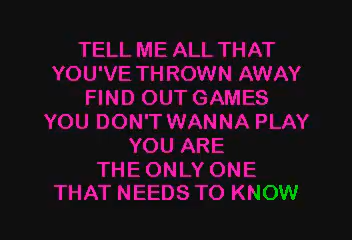 TELL ME ALL THAT
YOU'VE THROWN AWAY
FIND OUT GAMES
YOU DON'T WANNA PLAY
YOU ARE
THE ONLY ONE
THAT NEEDS TO KNOW